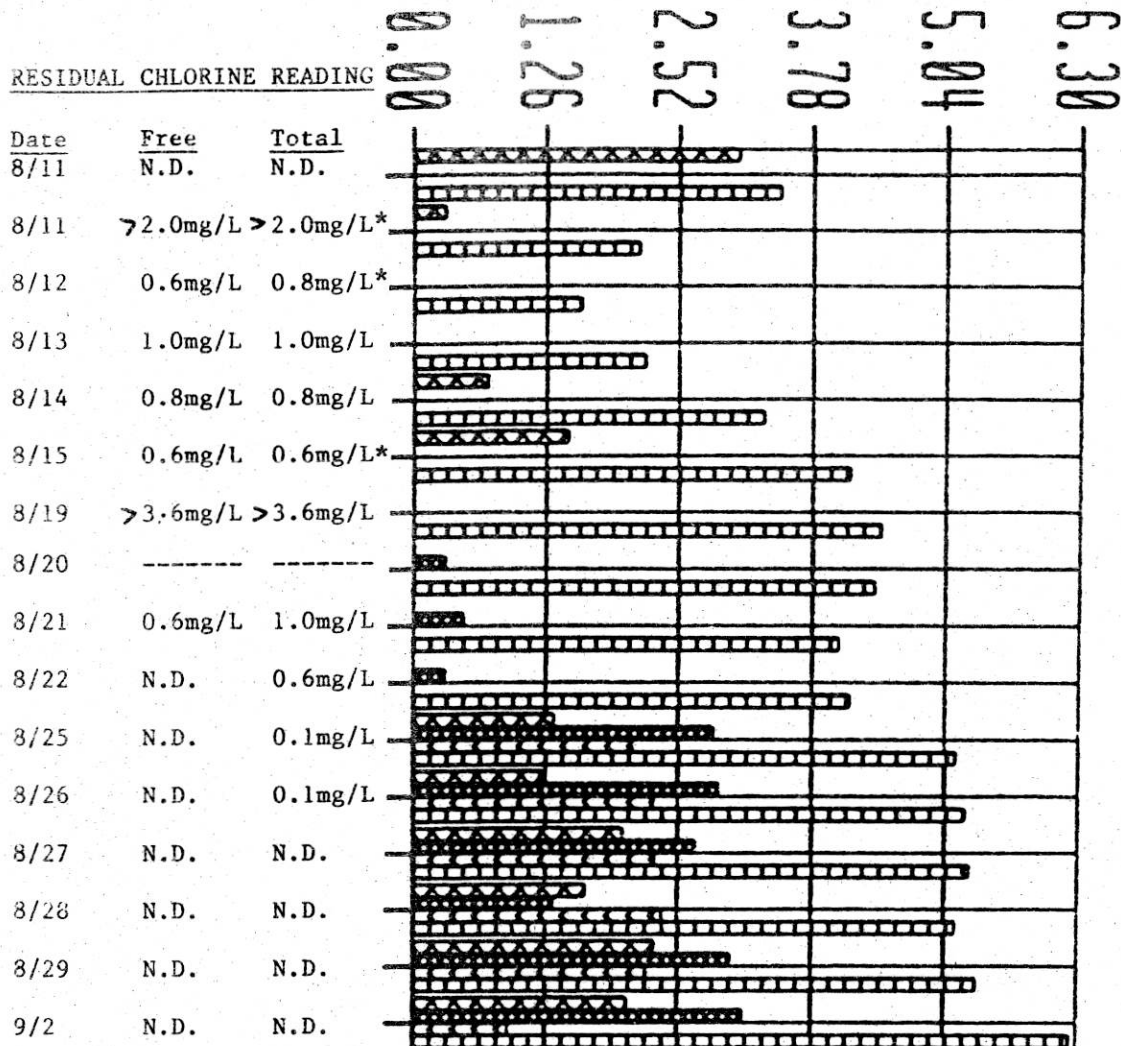 0.00 1.26 2.52 3.78 5.04 6.30
RESIDUAL CHLORINE READING
Date Free Total
8/11 N.D. N.D.
8/11 >2.0mg/L >2.0mg/L*
8/12 0.6mg/L 0.8mg/L*
8/13 1.0mg/L 1.0mg/L
8/14 0.8mg/L 0.8mg/L
8/15 0.6mg/L 0.6mg/L*
8/19 >3.6mg/L >3.6mg/L
8/20 ------- -------
8/21 0.6mg/L 1.0mg/L
8/22 N.D. 0.6mg/L
8/25 N.D. 0.1mg/L
8/26 N.D. 0.1mg/L
8/27 N.D. N.D.
8/28 N.D. N.D.
8/29 N.D. N.D.
9/2 N.D. N.D.